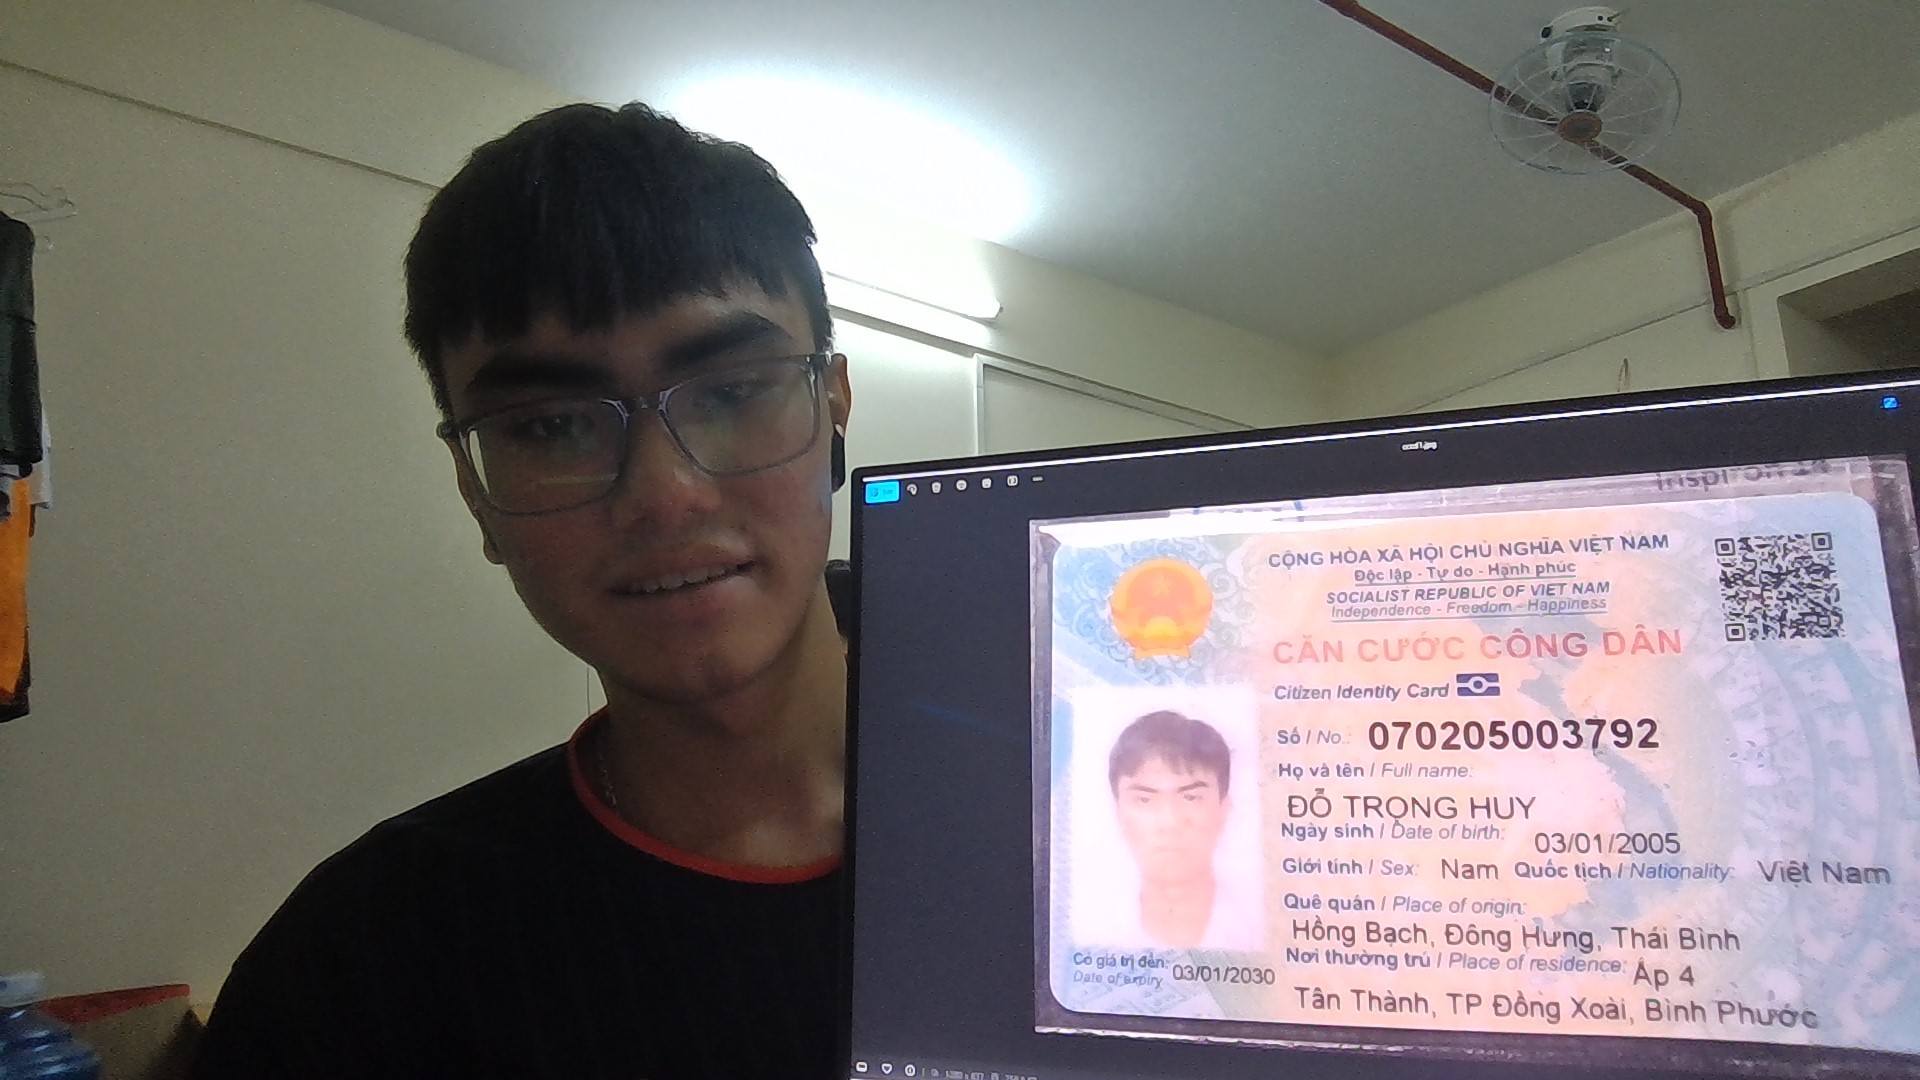 CỘNG HÒA XÃ HỘI CHỦ NGHĨA VIỆT NAM
Độc lập - Tự do - Hạnh phúc
SOCIALIST REPUBLIC OF VIET NAM
Independence - Freedom - Happiness
CĂN CƯỚC CÔNG DÂN
Citizen Identity Card
Số / No.: 070205003792
Họ và tên / Full name:
ĐỖ TRỌNG HUY
Ngày sinh / Date of birth: 03/01/2005
Giới tính / Sex: Nam Quốc tịch / Nationality: Việt Nam
Quê quán / Place of origin:
Hồng Bạch, Đông Hưng, Thái Bình
Nơi thường trú / Place of residence: Ấp 4
Tân Thành, TP Đồng Xoài, Bình Phước
Có giá trị đến: 03/01/2030
Date of expiry